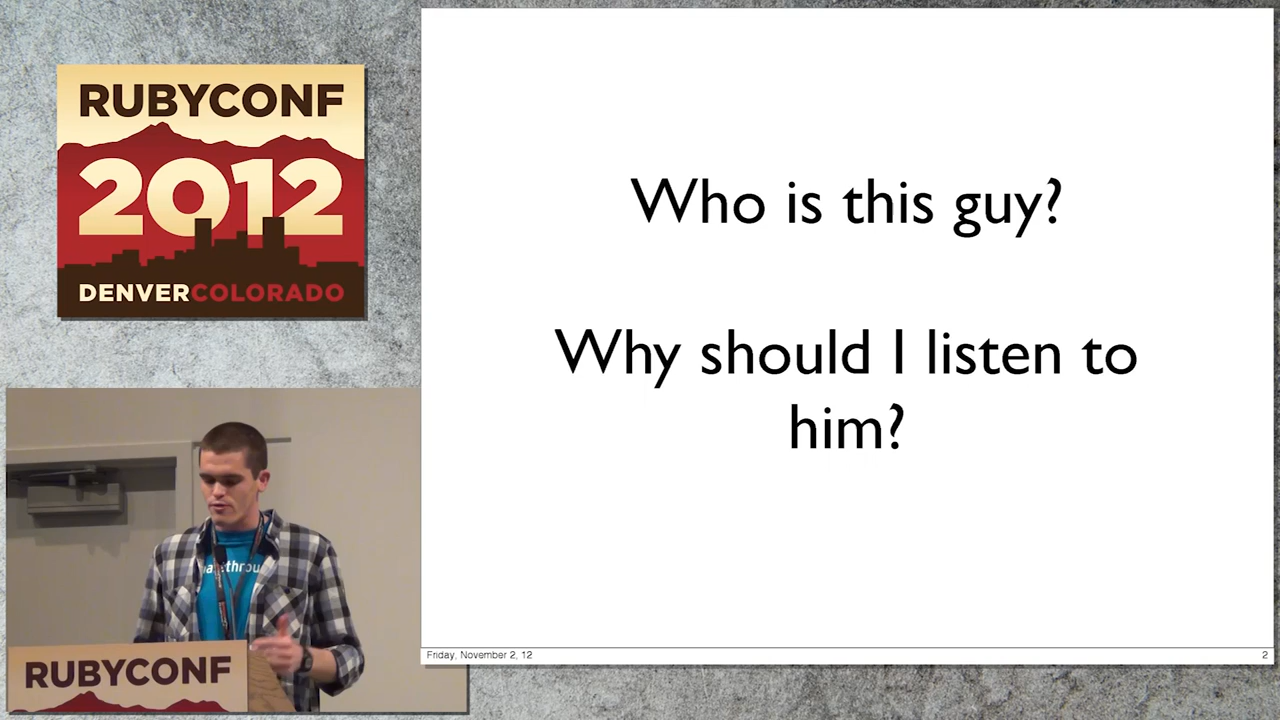 RUBYCONF
2012
DENVERCOLORADO
Who is this guy?
Why should I listen to
him?
Friday, November 2, 12
2
RUBYCONF